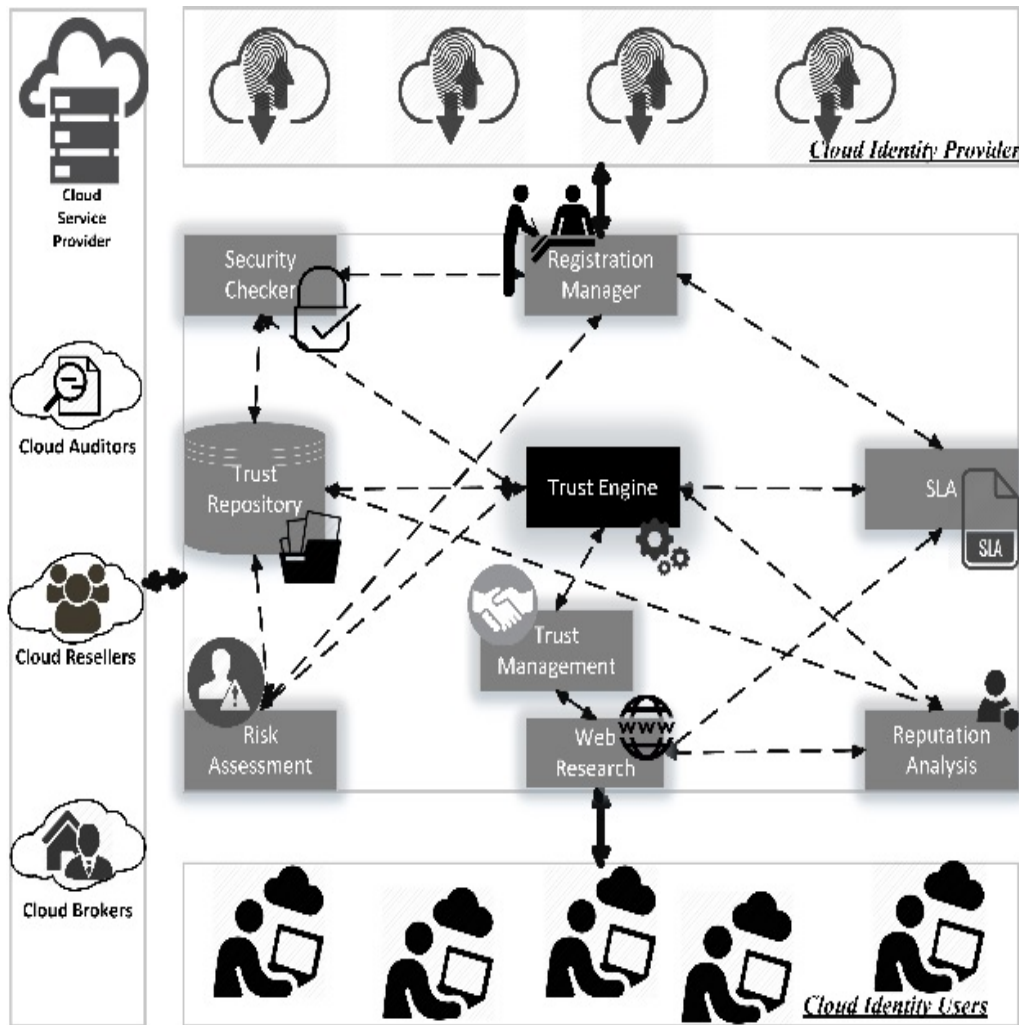 Cloud
Service
Provider
Cloud Auditors
Cloud Resellers
Cloud Brokers
Cloud Identity Provider
Security
Checker
Registration
Manager
Trust
Repository
Trust Engine
SLA
SLA
Trust
Management
Risk
Assessment
Web
Research
WWW
Reputation
Analysis
Cloud Identity Users